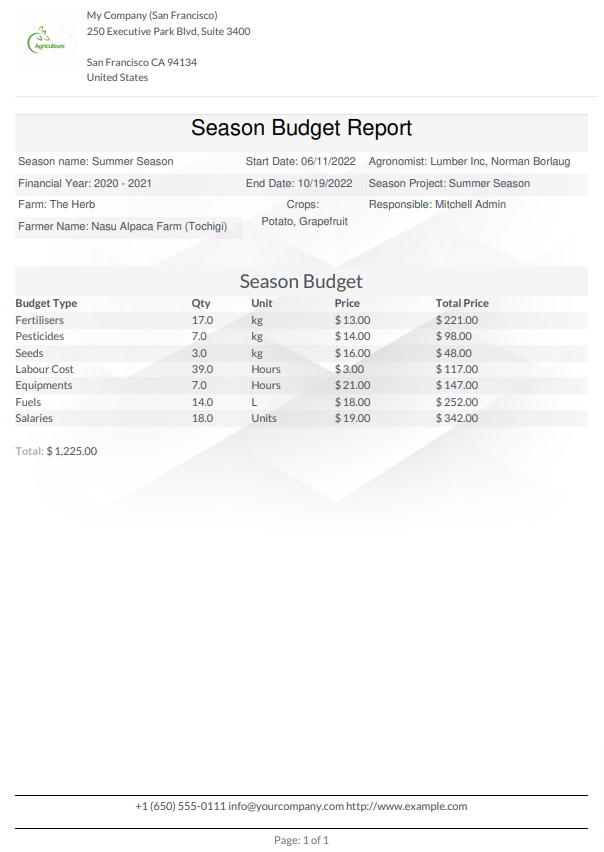 Agriculture
My Company (San Francisco)
250 Executive Park Blvd, Suite 3400
San Francisco CA 94134
United States
Season Budget Report
Season name: Summer Season Start Date: 06/11/2022 Agronomist: Lumber Inc, Norman Borlaug
Financial Year: 2020 - 2021 End Date: 10/19/2022 Season Project: Summer Season
Farm: The Herb Crops: Responsible: Mitchell Admin
Potato, Grapefruit
Farmer Name: Nasu Alpaca Farm (Tochigi)
Season Budget
Budget Type Qty Unit Price Total Price
Fertilisers 17.0 kg $ 13.00 $ 221.00
Pesticides 7.0 kg $ 14.00 $ 98.00
Seeds 3.0 kg $ 16.00 $ 48.00
Labour Cost 39.0 Hours $ 3.00 $ 117.00
Equipments 7.0 Hours $ 21.00 $ 147.00
Fuels 14.0 L $ 18.00 $ 252.00
Salaries 18.0 Units $ 19.00 $ 342.00
Total: $ 1,225.00
+1 (650) 555-0111 info@yourcompany.com http://www.example.com
Page: 1 of 1